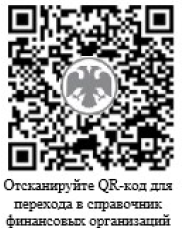 Отсканируйте QR-код для
перехода в справочник
финансовых организаций